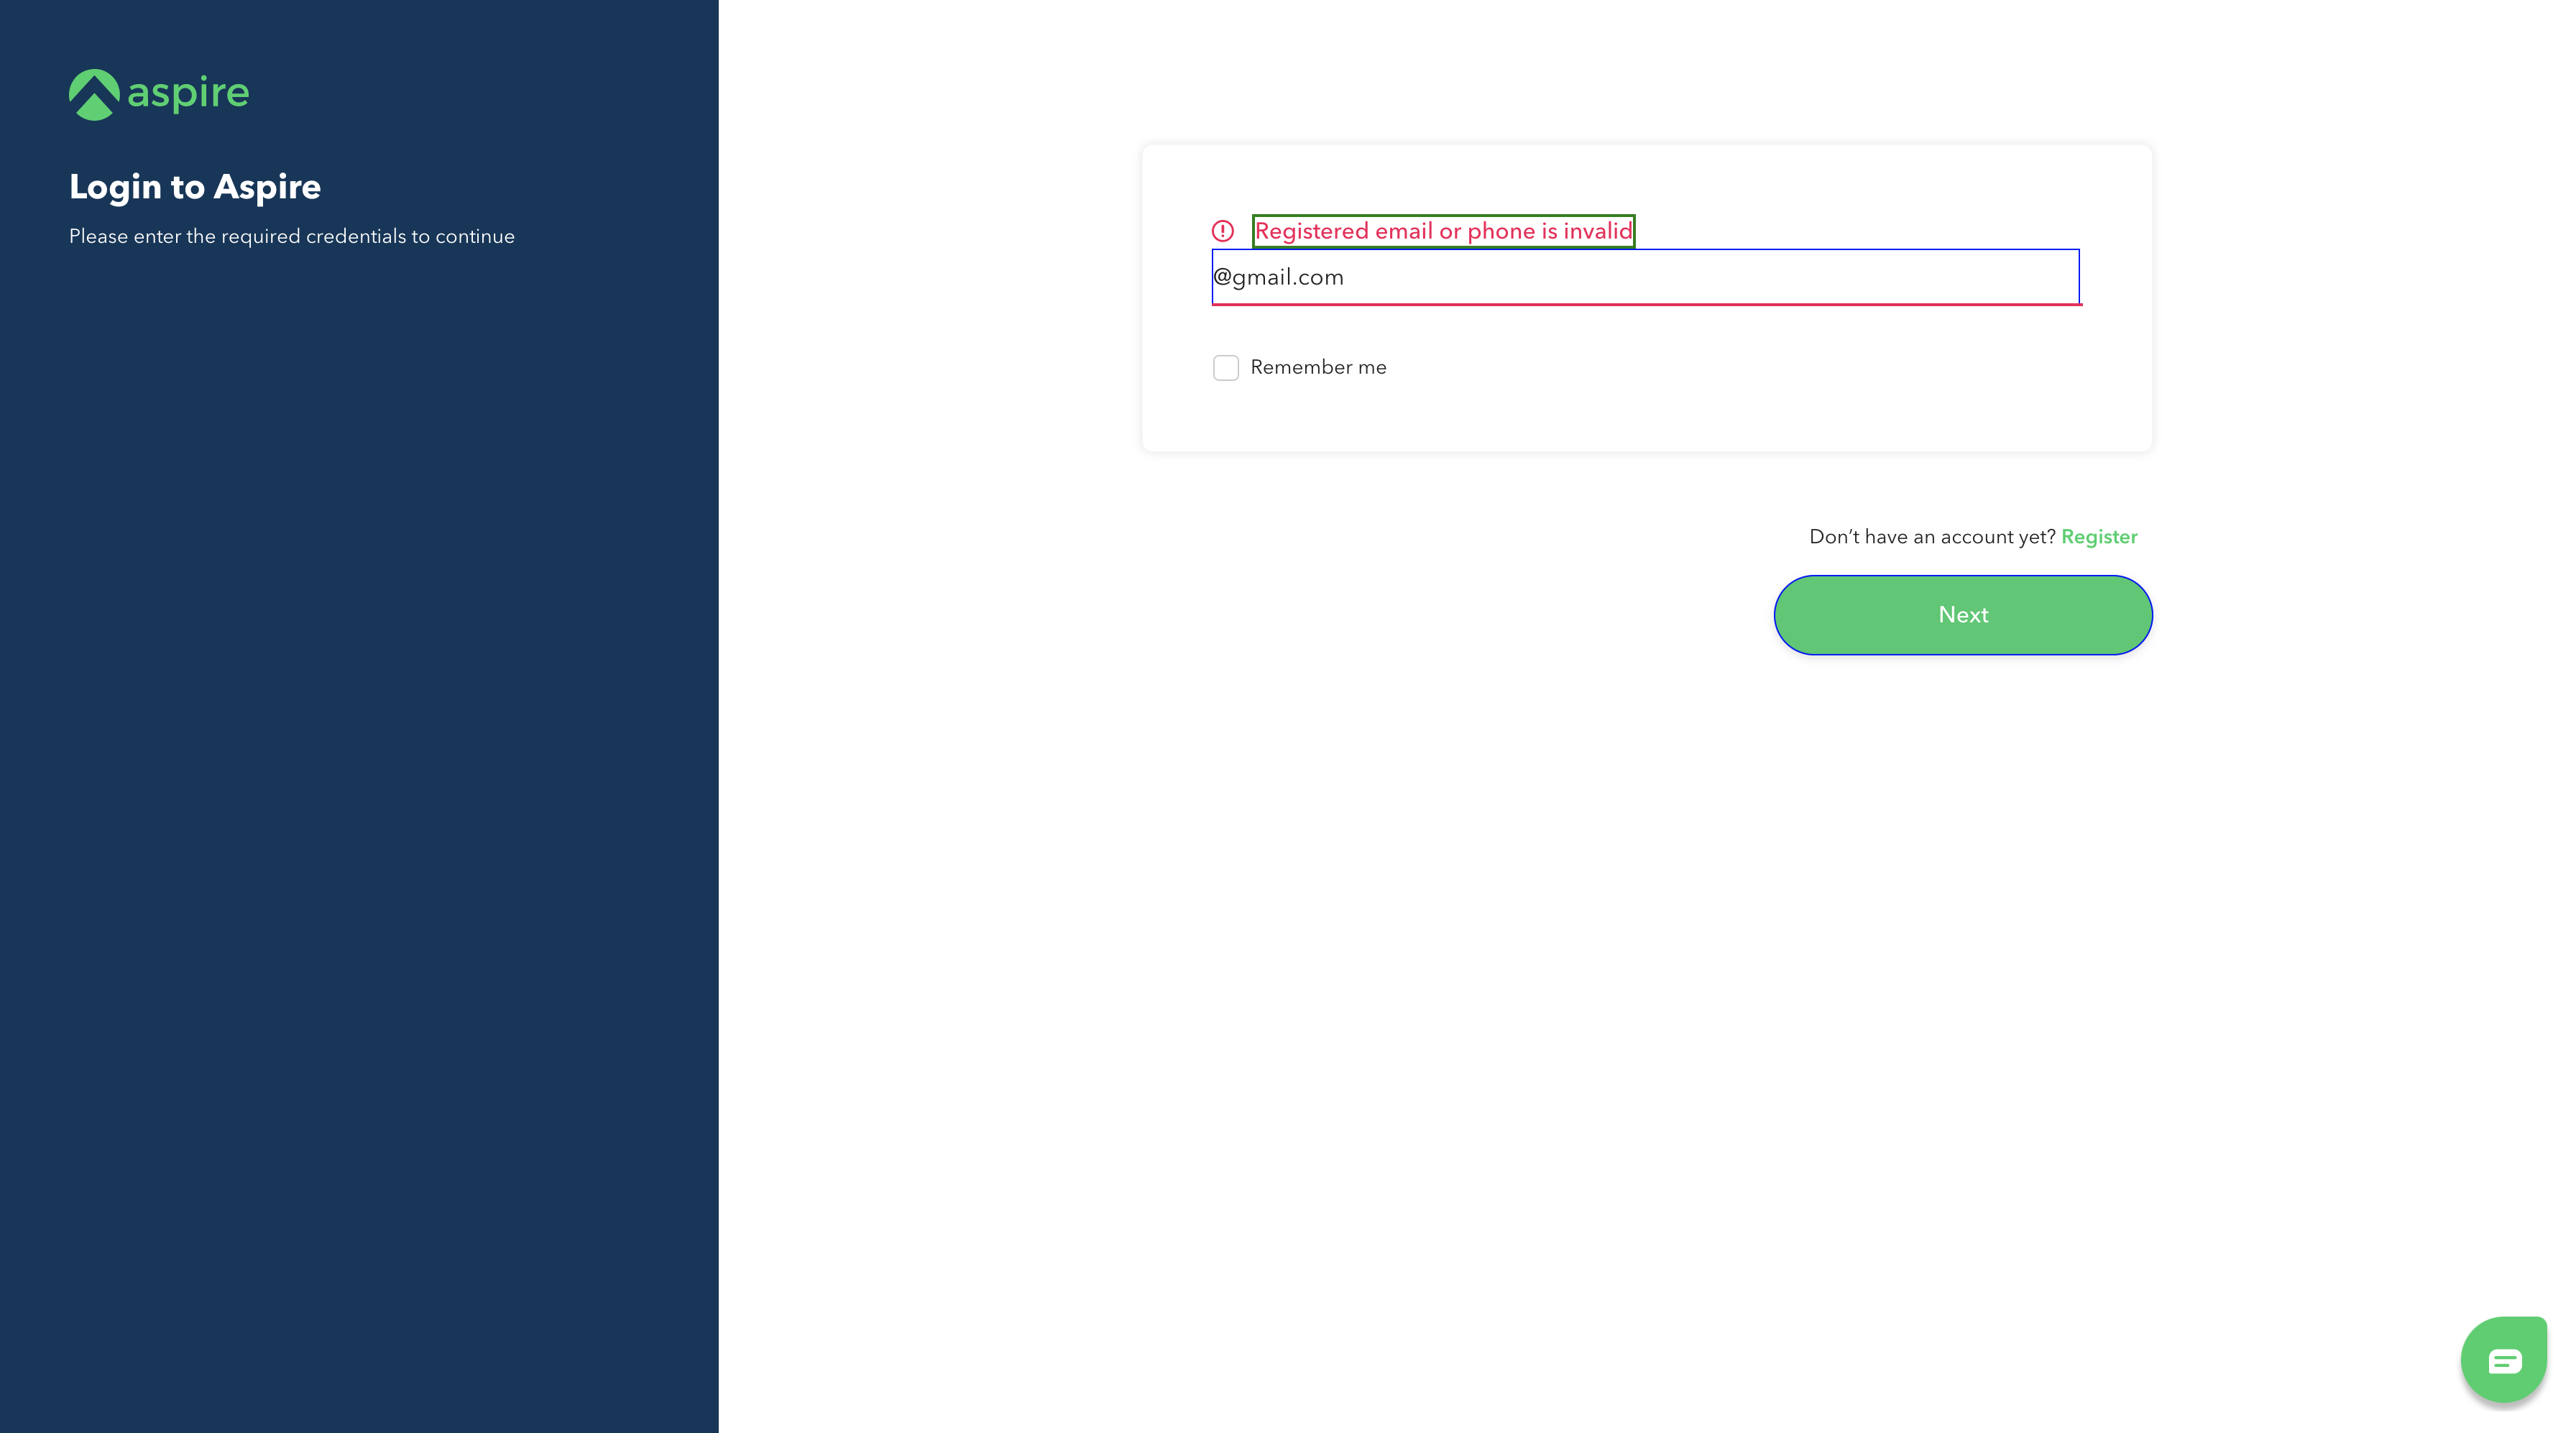 aspire
Login to Aspire
Please enter the required credentials to continue
Registered email or phone is invalid
@gmail.com
Remember me
Don't have an account yet? Register
Next